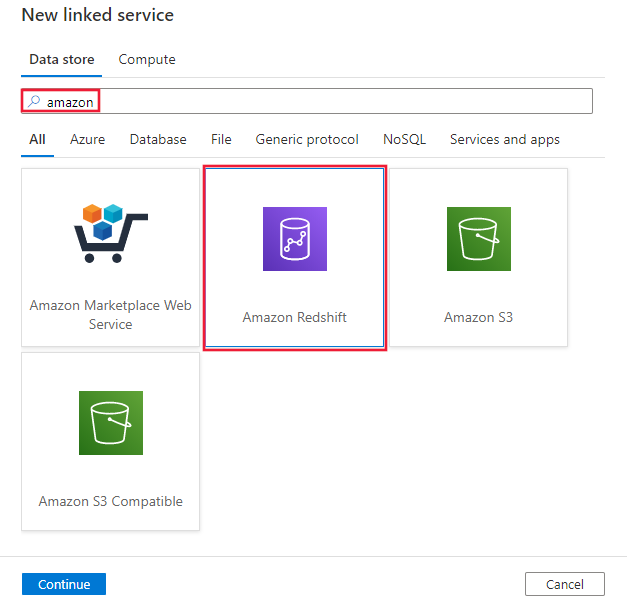 New linked service
Data store Compute
amazon
All Azure Database File Generic protocol NoSQL Services and apps
Amazon Marketplace Web
Service
Amazon Redshift
Amazon S3
Amazon S3 Compatible
Continue Cancel